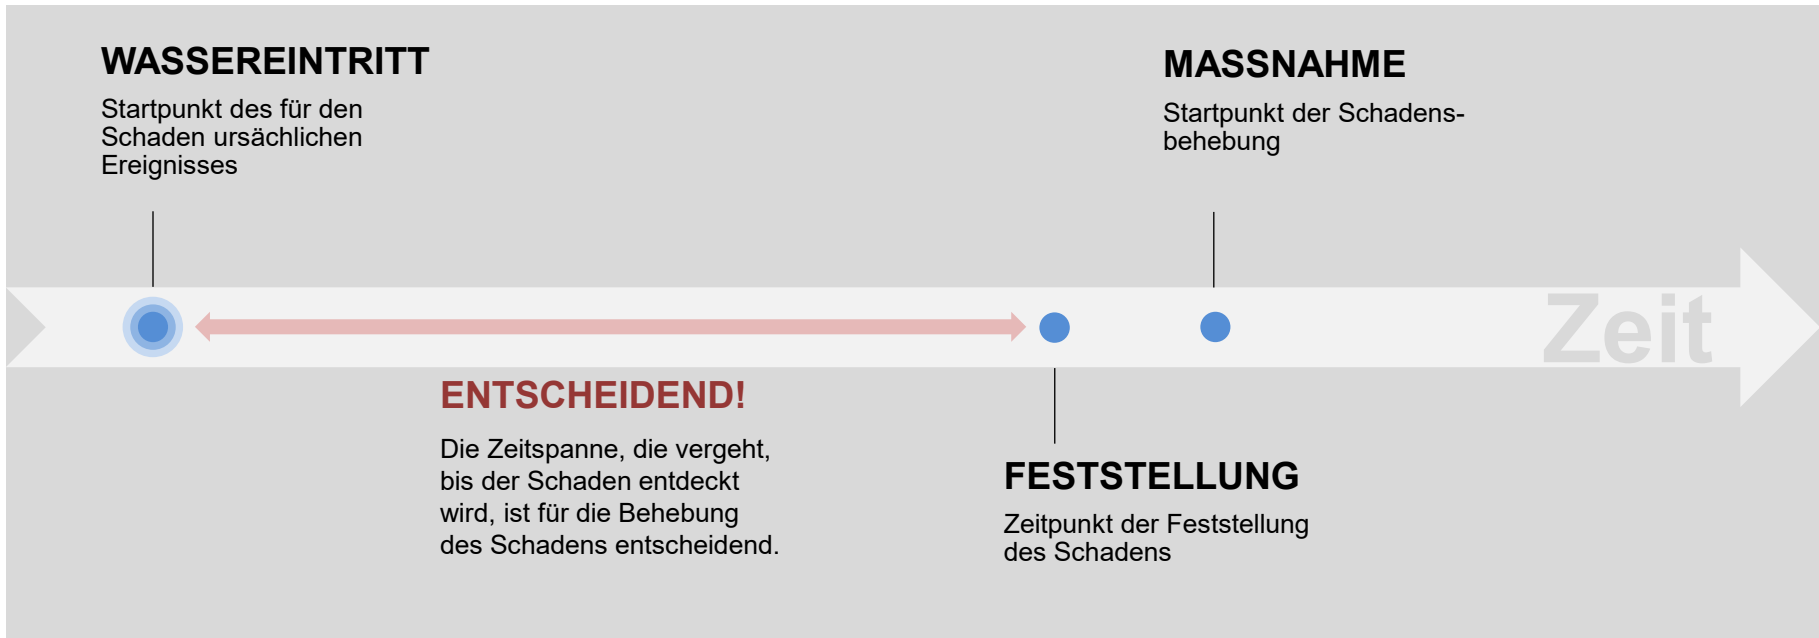 WASSEREINTRITT
Startpunkt des für den
Schaden ursächlichen
Ereignisses
MASSNAHME
Startpunkt der Schadens-
behebung
Zeit
ENTSCHEIDEND!
Die Zeitspanne, die vergeht,
bis der Schaden entdeckt
wird, ist für die Behebung
des Schadens entscheidend.
FESTSTELLUNG
Zeitpunkt der Feststellung
des Schadens